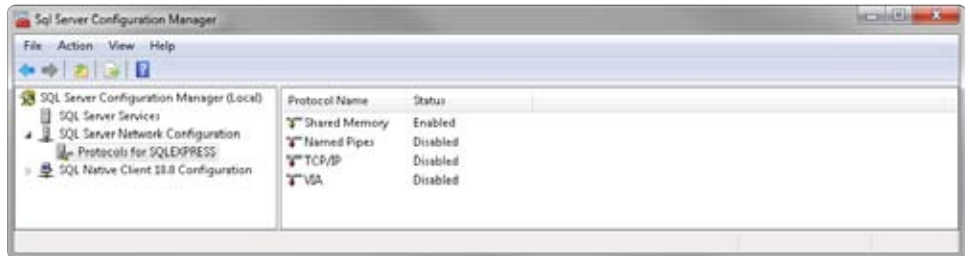 Sql Server Configuration Manager
File Action View Help
SQL Server Configuration Manager (Local)
SQL Server Services
SQL Server Network Configuration
Protocols for SQLEXPRESS
SQL Native Client 10.0 Configuration
Protocol Name Status
Shared Memory Enabled
Named Pipes Disabled
TCP/IP Disabled
VIA Disabled